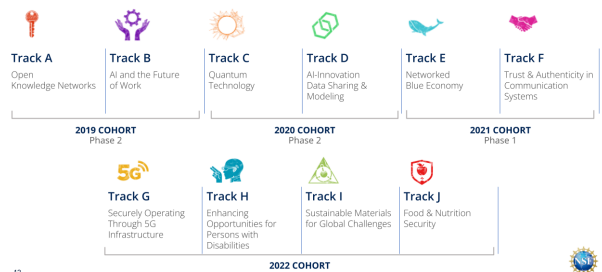 Track A
Open
Knowledge Networks
Track B
AI and the Future
of Work
Track C
Quantum
Technology
Track D
AI-Innovation
Data Sharing &
Modeling
Track E
Networked
Blue Economy
Track F
Trust & Authenticity in
Communication
Systems
2019 COHORT
Phase 2
2020 COHORT
Phase 2
2021 COHORT
Phase 1
5G
Track G
Securely Operating
Through 5G
Infrastructure
Track H
Enhancing
Opportunities for
Persons with
Disabilities
Track I
Sustainable Materials
for Global Challenges
Track J
Food & Nutrition
Security
2022 COHORT
NSF